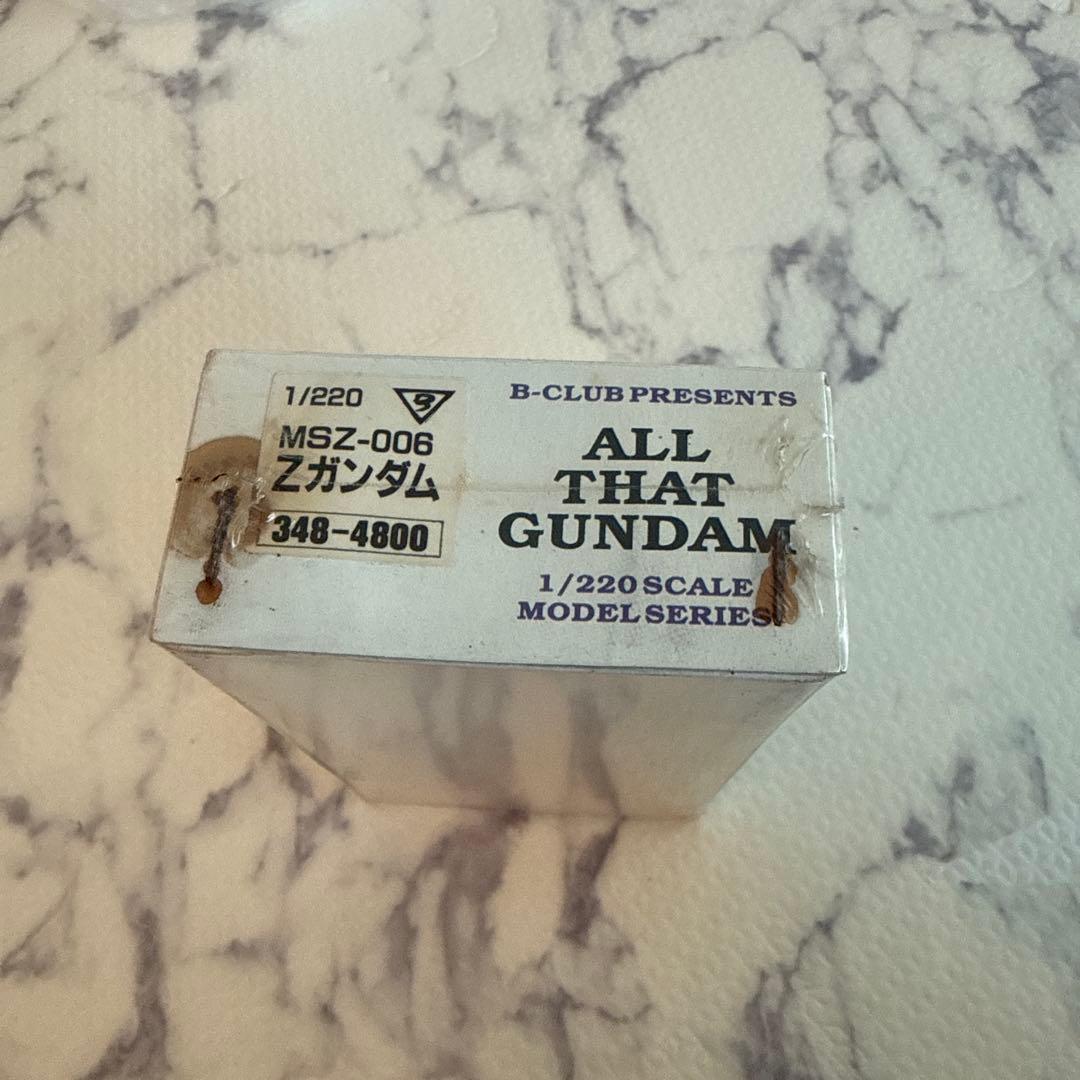 1/220
MSZ-006
Zガンダム
348-4800
B-CLUB PRESENTS
ALL
THAT
GUNDAM
1/220 SCALE
MODEL SERIES